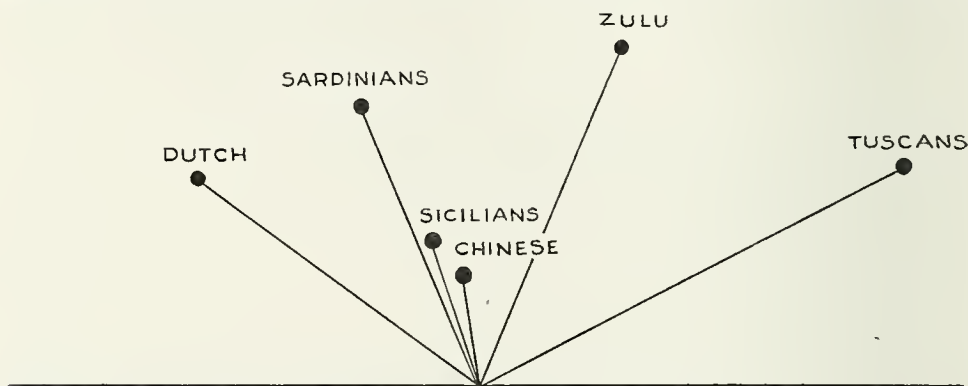 ZULU
SARDINIANS
TUSCANS
DUTCH
SICILIANS
CHINESE